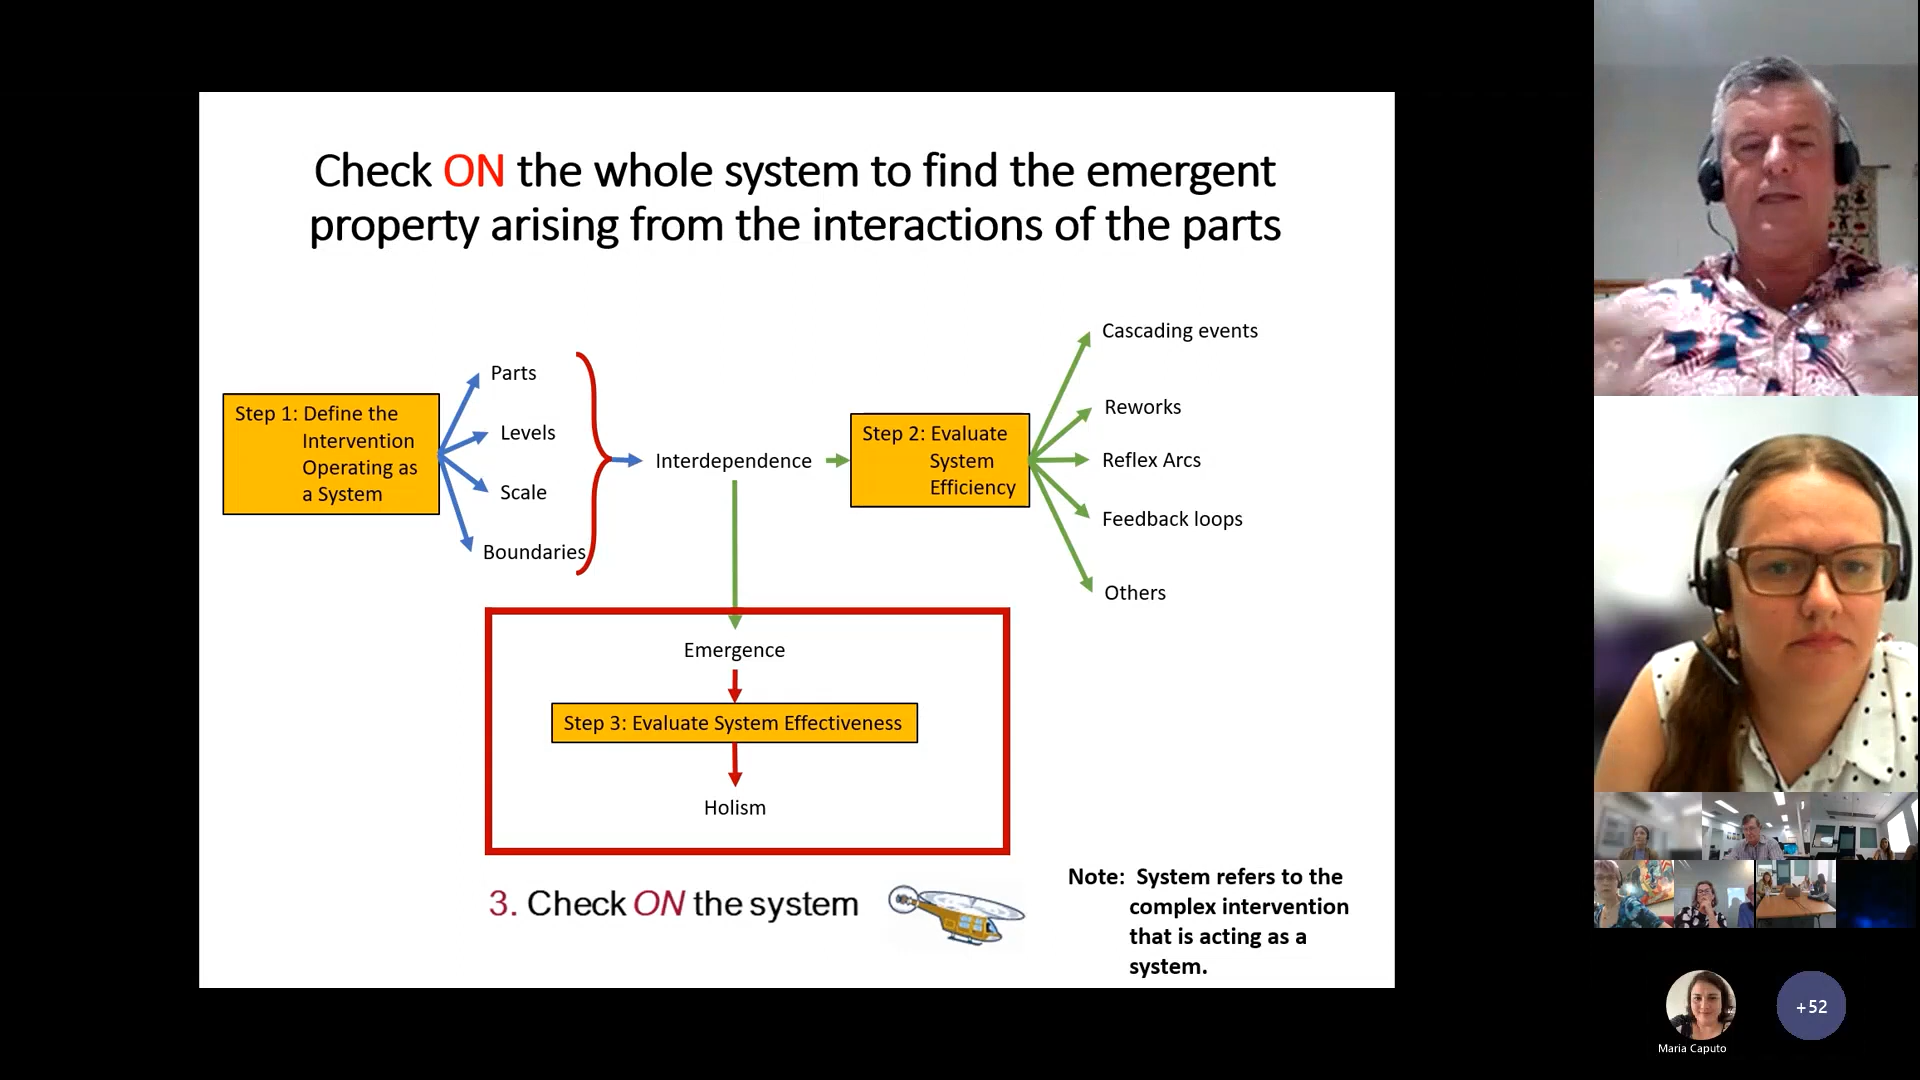 Check ON the whole system to find the emergent
property arising from the interactions of the parts
Step 1: Define the
Intervention
Operating as
a System
Parts
Levels
Scale
Boundaries
Interdependence
Step 2: Evaluate
System
Efficiency
Cascading events
Reworks
Reflex Arcs
Feedback loops
Others
Emergence
Step 3: Evaluate System Effectiveness
Holism
3. Check ON the system
Note: System refers to the
complex intervention
that is acting as a
system.
Maria Caputo
+52